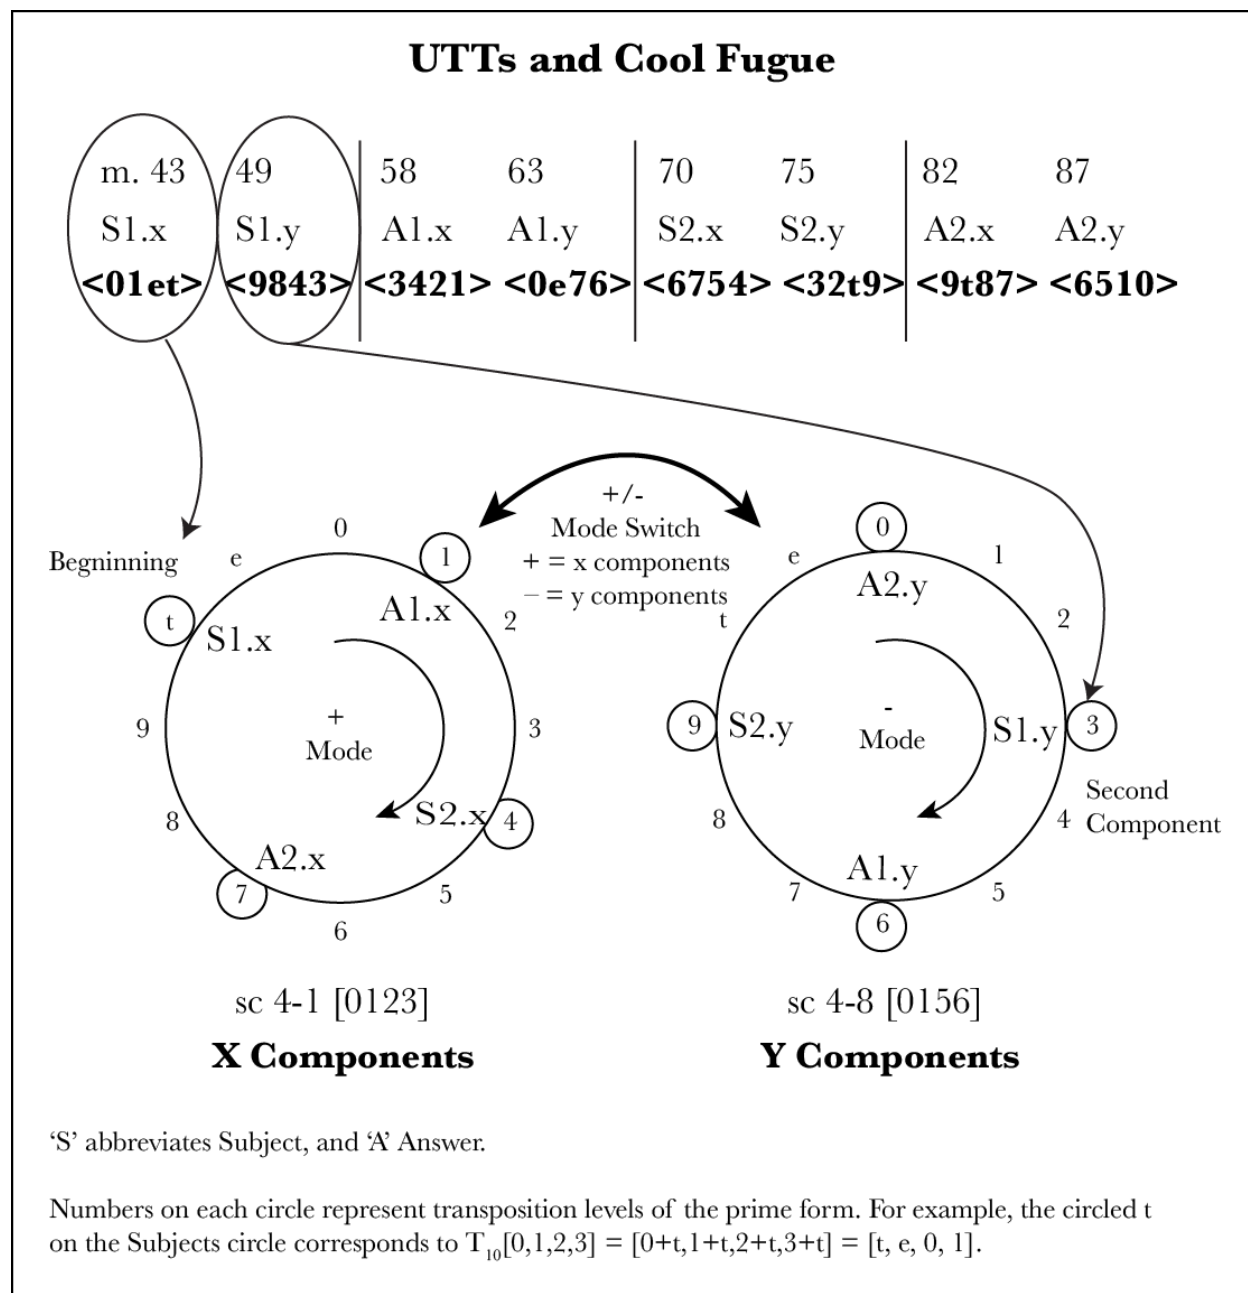 UTTs and Cool Fugue
m. 43 49 58 63 70 75 82 87
S1.x S1.y A1.x A1.y S2.x S2.y A2.x A2.y
<01et> <9843> <3421> <0e76> <6754> <32t9> <9t87> <6510>
+/-
Mode Switch
+ = x components
– = y components
Begninning
0
1
2
3
4
5
6
7
8
9
t
e
A1.x
S1.x
S2.x
A2.x
+
Mode
0
1
2
3
4
5
6
7
8
9
t
e
A2.y
S1.y
S2.y
A1.y
-
Mode
Second
Component
sc 4-1 [0123]
X Components
sc 4-8 [0156]
Y Components
‘S’ abbreviates Subject, and ‘A’ Answer.
Numbers on each circle represent transposition levels of the prime form. For example, the circled t
on the Subjects circle corresponds to T₁₀[0,1,2,3] = [0+t,1+t,2+t,3+t] = [t, e, 0, 1].